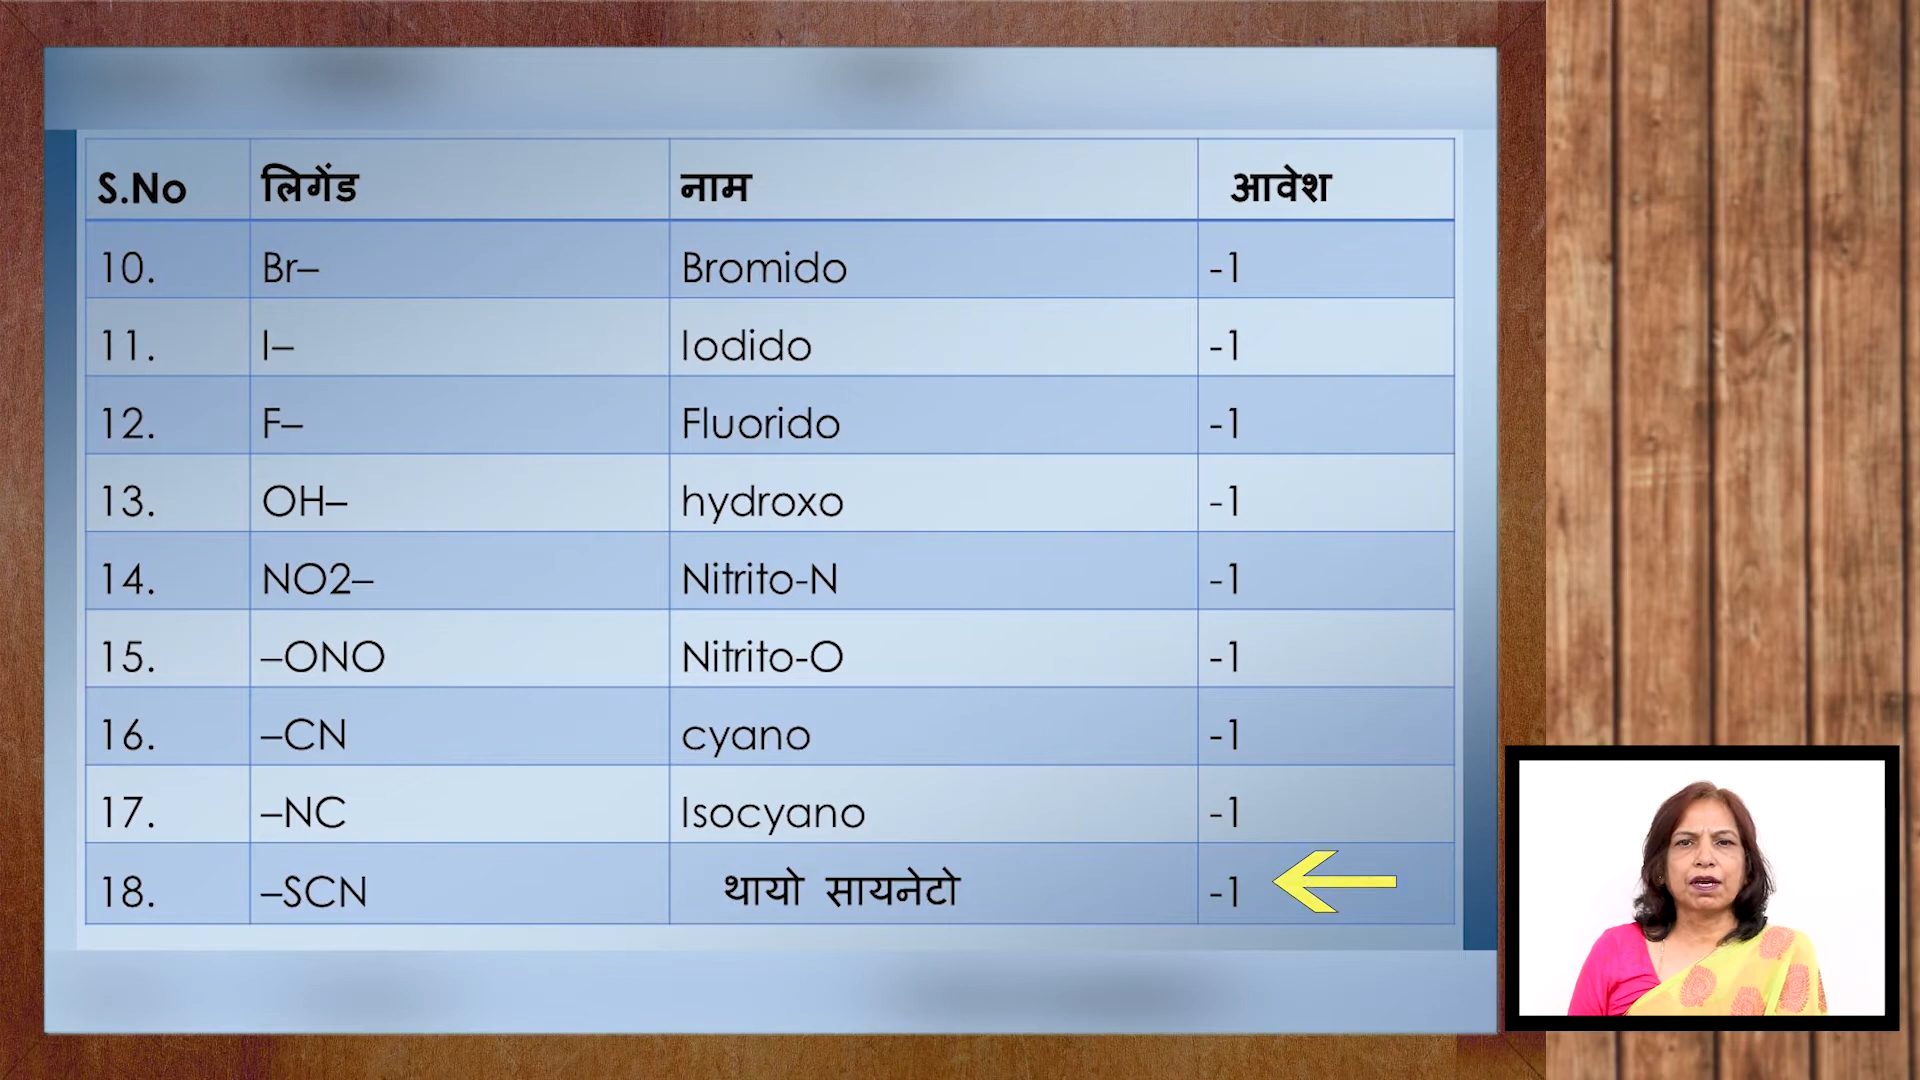 S.No लिगेंड नाम आवेश
10. Br– Bromido -1
11. I– Iodido -1
12. F– Fluorido -1
13. OH– hydroxo -1
14. NO2– Nitrito-N -1
15. –ONO Nitrito-O -1
16. –CN cyano -1
17. –NC Isocyano -1
18. –SCN थायो सायनेटो -1